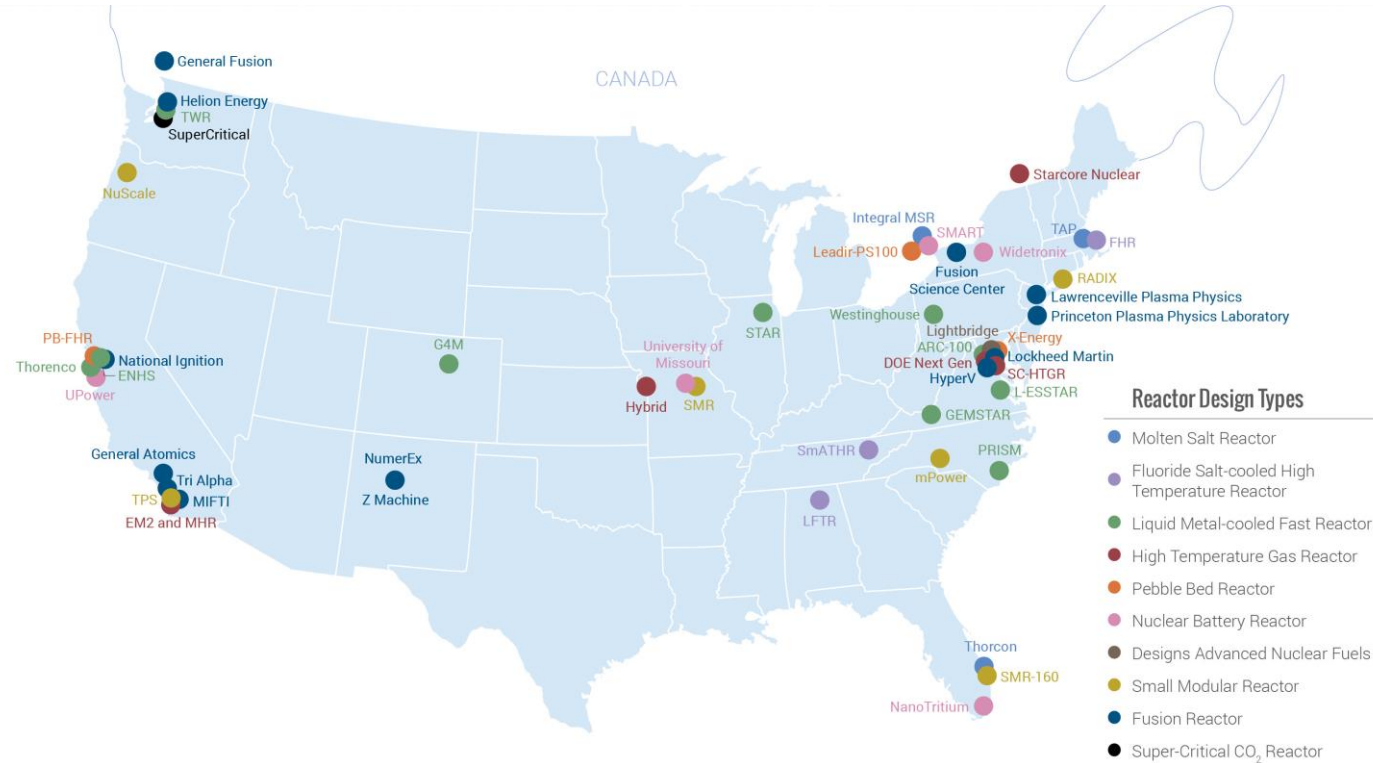 General Fusion
CANADA
Helion Energy
TWR
SuperCritical
NuScale
Starcore Nuclear
Integral MSR
SMART
Leadir-PS100
Widetronix
TAP
FHR
Fusion
Science Center
RADIX
Lawrenceville Plasma Physics
Princeton Plasma Physics Laboratory
STAR
Westinghouse
Lightbridge
X-Energy
ARC-100
Lockheed Martin
DOE Next Gen
SC-HTGR
HyperV
L-ESSTAR
PB-FHR
National Ignition
Thorenco
ENHS
UPower
G4M
University of
Missouri
Hybrid
SMR
GEMSTAR
General Atomics
Tri Alpha
TPS
MIFTI
EM2 and MHR
NumerEx
Z Machine
SmATHR
mPower
PRISM
LFTR
Thorcon
SMR-160
NanoTritium
Reactor Design Types
Molten Salt Reactor
Fluoride Salt-cooled High
Temperature Reactor
Liquid Metal-cooled Fast Reactor
High Temperature Gas Reactor
Pebble Bed Reactor
Nuclear Battery Reactor
Designs Advanced Nuclear Fuels
Small Modular Reactor
Fusion Reactor
Super-Critical CO₂ Reactor